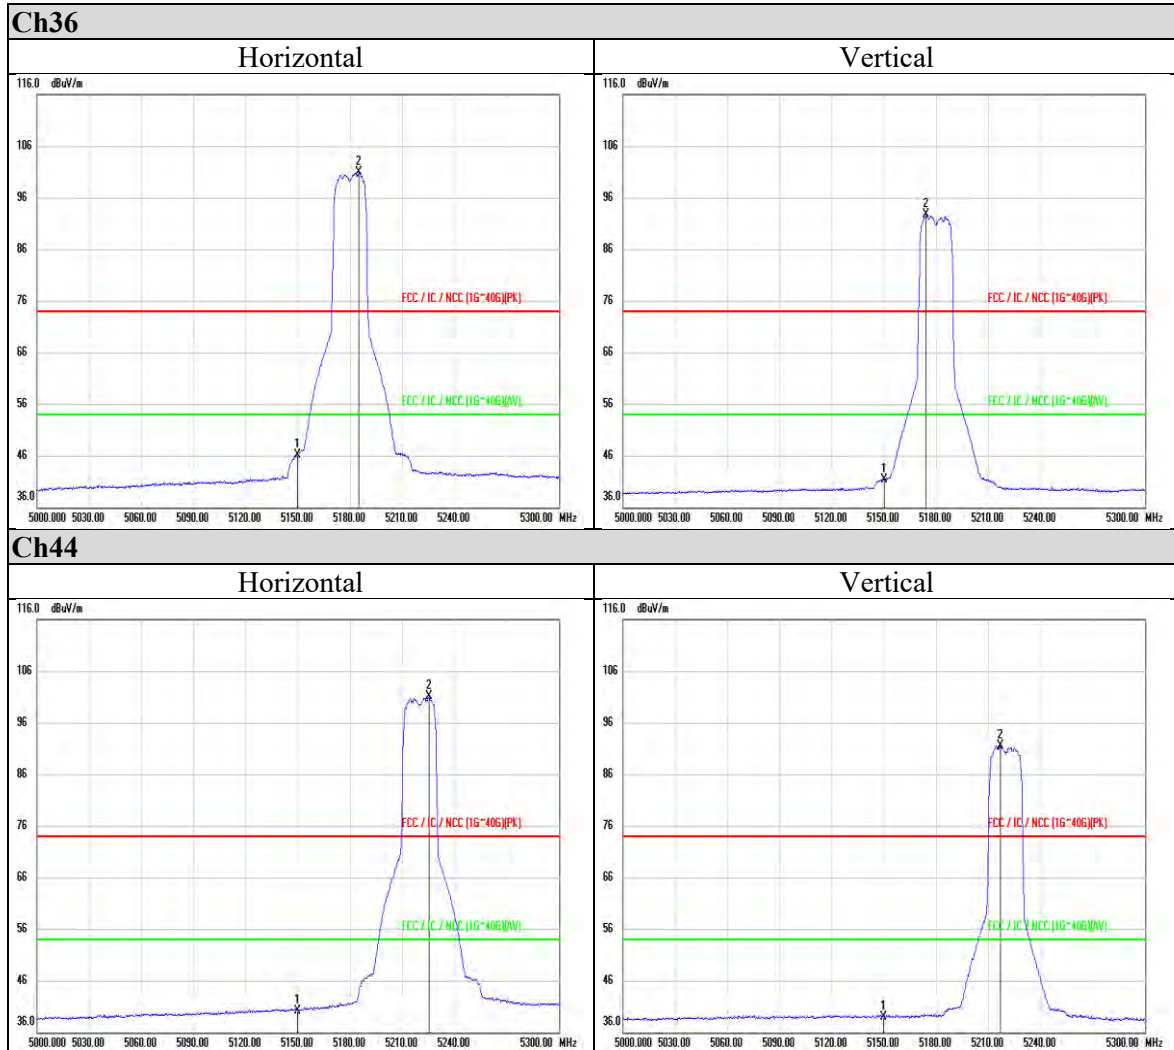 Ch36
Horizontal Vertical
116.0 dBuV/m
106
2
96
86
76
FCC / IC / NCC (1G~40G)(PK)
66
56
FCC / IC / NCC (1G~40G)(AV)
46
1
36.0
5000.000 5030.00 5060.00 5090.00 5120.00 5150.00 5180.00 5210.00 5240.00 5300.00 MHz
116.0 dBuV/m
106
96
2
86
76
FCC / IC / NCC (1G~40G)(PK)
66
56
FCC / IC / NCC (1G~40G)(AV)
46
1
36.0
5000.000 5030.00 5060.00 5090.00 5120.00 5150.00 5180.00 5210.00 5240.00 5300.00 MHz
Ch44
Horizontal Vertical
116.0 dBuV/m
106
2
96
86
76
FCC / IC / NCC (1G~40G)(PK)
66
56
FCC / IC / NCC (1G~40G)(AV)
46
1
36.0
5000.000 5030.00 5060.00 5090.00 5120.00 5150.00 5180.00 5210.00 5240.00 5300.00 MHz
116.0 dBuV/m
106
96
2
86
76
FCC / IC / NCC (1G~40G)(PK)
66
56
FCC / IC / NCC (1G~40G)(AV)
46
1
36.0
5000.000 5030.00 5060.00 5090.00 5120.00 5150.00 5180.00 5210.00 5240.00 5300.00 MHz